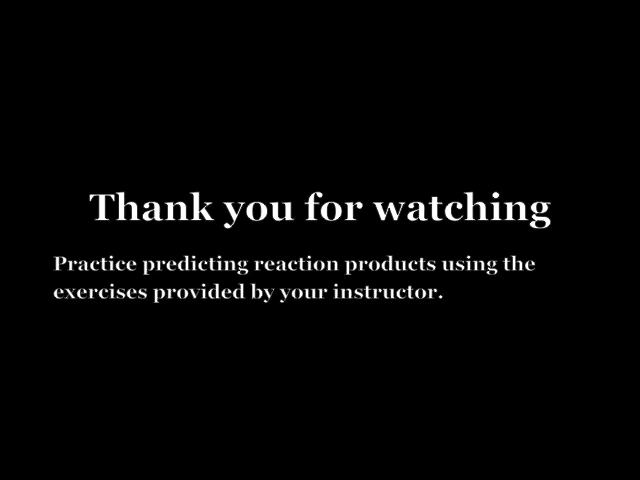 Thank you for watching
Practice predicting reaction products using the
exercises provided by your instructor.